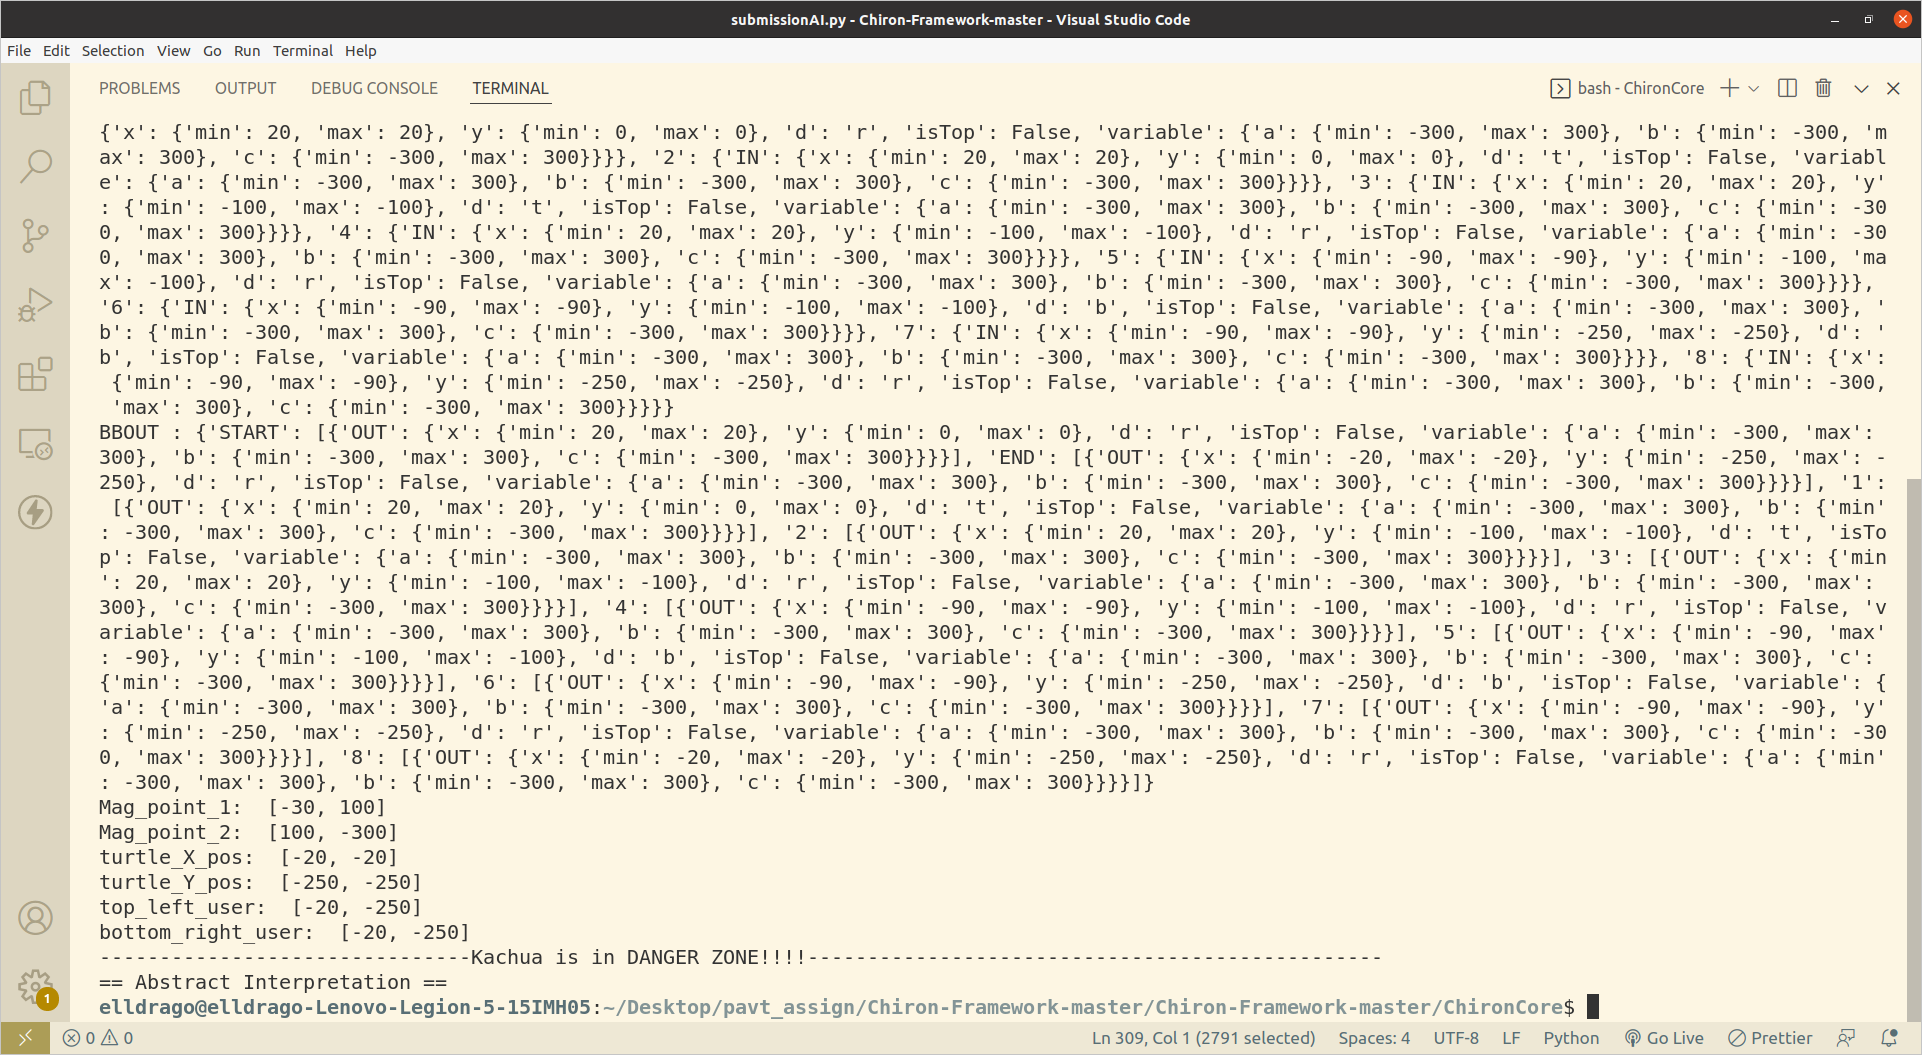 submissionAI.py - Chiron-Framework-master - Visual Studio Code
File Edit Selection View Go Run Terminal Help
PROBLEMS OUTPUT DEBUG CONSOLE TERMINAL bash - ChironCore
{'x': {'min': 20, 'max': 20}, 'y': {'min': 0, 'max': 0}, 'd': 'r', 'isTop': False, 'variable': {'a': {'min': -300, 'max': 300}, 'b': {'min': -300, 'm
ax': 300}, 'c': {'min': -300, 'max': 300}}}}, '2': {'IN': {'x': {'min': 20, 'max': 20}, 'y': {'min': 0, 'max': 0}, 'd': 't', 'isTop': False, 'variabl
e': {'a': {'min': -300, 'max': 300}, 'b': {'min': -300, 'max': 300}, 'c': {'min': -300, 'max': 300}}}}, '3': {'IN': {'x': {'min': 20, 'max': 20}, 'y'
: {'min': -100, 'max': -100}, 'd': 't', 'isTop': False, 'variable': {'a': {'min': -300, 'max': 300}, 'b': {'min': -300, 'max': 300}, 'c': {'min': -30
0, 'max': 300}}}}, '4': {'IN': {'x': {'min': 20, 'max': 20}, 'y': {'min': -100, 'max': -100}, 'd': 'r', 'isTop': False, 'variable': {'a': {'min': -30
0, 'max': 300}, 'b': {'min': -300, 'max': 300}, 'c': {'min': -300, 'max': 300}}}}, '5': {'IN': {'x': {'min': -90, 'max': -90}, 'y': {'min': -100, 'ma
x': -100}, 'd': 'r', 'isTop': False, 'variable': {'a': {'min': -300, 'max': 300}, 'b': {'min': -300, 'max': 300}, 'c': {'min': -300, 'max': 300}}}},
'6': {'IN': {'x': {'min': -90, 'max': -90}, 'y': {'min': -100, 'max': -100}, 'd': 'b', 'isTop': False, 'variable': {'a': {'min': -300, 'max': 300}, '
b': {'min': -300, 'max': 300}, 'c': {'min': -300, 'max': 300}}}}, '7': {'IN': {'x': {'min': -90, 'max': -90}, 'y': {'min': -250, 'max': -250}, 'd': '
b', 'isTop': False, 'variable': {'a': {'min': -300, 'max': 300}, 'b': {'min': -300, 'max': 300}, 'c': {'min': -300, 'max': 300}}}}, '8': {'IN': {'x':
{'min': -90, 'max': -90}, 'y': {'min': -250, 'max': -250}, 'd': 'r', 'isTop': False, 'variable': {'a': {'min': -300, 'max': 300}, 'b': {'min': -300,
'max': 300}, 'c': {'min': -300, 'max': 300}}}}}
BBOUT : {'START': [{'OUT': {'x': {'min': 20, 'max': 20}, 'y': {'min': 0, 'max': 0}, 'd': 'r', 'isTop': False, 'variable': {'a': {'min': -300, 'max':
300}, 'b': {'min': -300, 'max': 300}, 'c': {'min': -300, 'max': 300}}}}], 'END': [{'OUT': {'x': {'min': -20, 'max': -20}, 'y': {'min': -250, 'max': -
250}, 'd': 'r', 'isTop': False, 'variable': {'a': {'min': -300, 'max': 300}, 'b': {'min': -300, 'max': 300}, 'c': {'min': -300, 'max': 300}}}}], '1':
[{'OUT': {'x': {'min': 20, 'max': 20}, 'y': {'min': 0, 'max': 0}, 'd': 't', 'isTop': False, 'variable': {'a': {'min': -300, 'max': 300}, 'b': {'min'
: -300, 'max': 300}, 'c': {'min': -300, 'max': 300}}}}], '2': [{'OUT': {'x': {'min': 20, 'max': 20}, 'y': {'min': -100, 'max': -100}, 'd': 't', 'isTo
p': False, 'variable': {'a': {'min': -300, 'max': 300}, 'b': {'min': -300, 'max': 300}, 'c': {'min': -300, 'max': 300}}}}], '3': [{'OUT': {'x': {'min
': 20, 'max': 20}, 'y': {'min': -100, 'max': -100}, 'd': 'r', 'isTop': False, 'variable': {'a': {'min': -300, 'max': 300}, 'b': {'min': -300, 'max':
300}, 'c': {'min': -300, 'max': 300}}}}], '4': [{'OUT': {'x': {'min': -90, 'max': -90}, 'y': {'min': -100, 'max': -100}, 'd': 'r', 'isTop': False, 'v
ariable': {'a': {'min': -300, 'max': 300}, 'b': {'min': -300, 'max': 300}, 'c': {'min': -300, 'max': 300}}}}], '5': [{'OUT': {'x': {'min': -90, 'max'
: -90}, 'y': {'min': -100, 'max': -100}, 'd': 'b', 'isTop': False, 'variable': {'a': {'min': -300, 'max': 300}, 'b': {'min': -300, 'max': 300}, 'c':
{'min': -300, 'max': 300}}}}], '6': [{'OUT': {'x': {'min': -90, 'max': -90}, 'y': {'min': -250, 'max': -250}, 'd': 'b', 'isTop': False, 'variable': {
'a': {'min': -300, 'max': 300}, 'b': {'min': -300, 'max': 300}, 'c': {'min': -300, 'max': 300}}}}], '7': [{'OUT': {'x': {'min': -90, 'max': -90}, 'y'
: {'min': -250, 'max': -250}, 'd': 'r', 'isTop': False, 'variable': {'a': {'min': -300, 'max': 300}, 'b': {'min': -300, 'max': 300}, 'c': {'min': -30
0, 'max': 300}}}}], '8': [{'OUT': {'x': {'min': -20, 'max': -20}, 'y': {'min': -250, 'max': -250}, 'd': 'r', 'isTop': False, 'variable': {'a': {'min'
: -300, 'max': 300}, 'b': {'min': -300, 'max': 300}, 'c': {'min': -300, 'max': 300}}}}]}
Mag_point_1:  [-30, 100]
Mag_point_2:  [100, -300]
turtle_X_pos:  [-20, -20]
turtle_Y_pos:  [-250, -250]
top_left_user:  [-20, -250]
bottom_right_user:  [-20, -250]
-------------------------------Kachua is in DANGER ZONE!!!!------------------------------------------------
== Abstract Interpretation ==
elldrago@elldrago-Lenovo-Legion-5-15IMH05:~/Desktop/pavt_assign/Chiron-Framework-master/Chiron-Framework-master/ChironCore$
1
0 0 Ln 309, Col 1 (2791 selected) Spaces: 4 UTF-8 LF Python Go Live Prettier